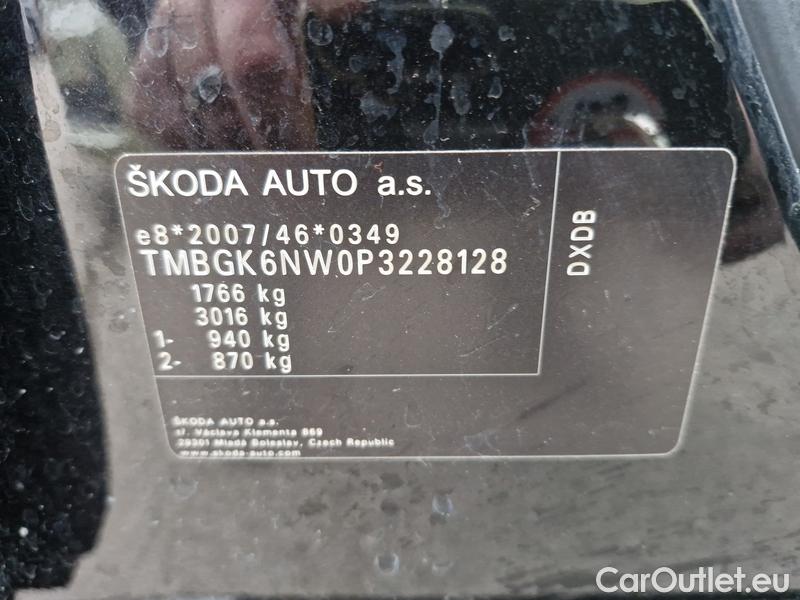 ŠKODA AUTO a.s.
e8*2007/46*0349
TMBGK6NW0P3228128
1766 kg
3016 kg
1- 940 kg
2- 870 kg
DXDB
ŠKODA AUTO a.s.
tř. Václava Klementa 869
29301 Mladá Boleslav, Czech Republic
www.skoda-auto.com
CarOutlet.eu